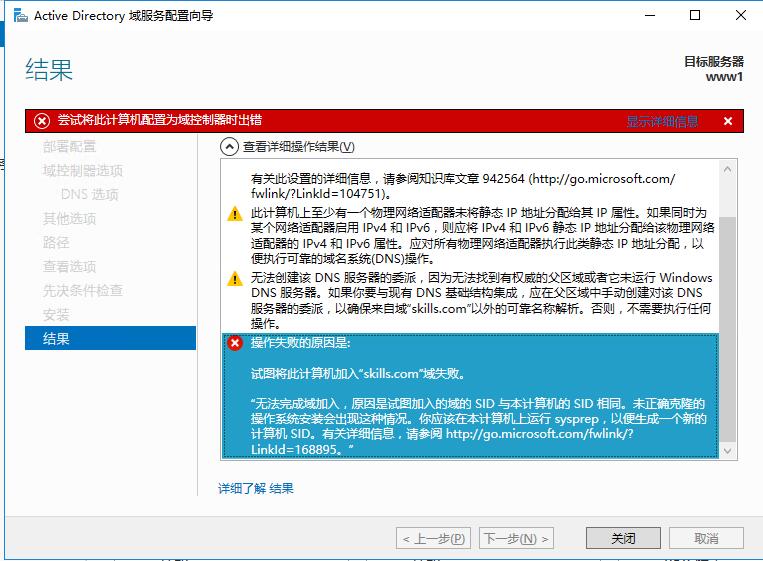 Active Directory 域服务配置向导
结果
目标服务器
www1
尝试将此计算机配置为域控制器时出错
显示详细信息
部署配置
域控制器选项
DNS 选项
其他选项
路径
查看选项
先决条件检查
安装
结果
查看详细操作结果(V)
有关此设置的详细信息，请参阅知识库文章 942564 (http://go.microsoft.com/
fwlink/?LinkId=104751)。
此计算机上至少有一个物理网络适配器未将静态 IP 地址分配给其 IP 属性。如果同时为
某个网络适配器启用 IPv4 和 IPv6，则应将 IPv4 和 IPv6 静态 IP 地址分配给该物理网络
适配器的 IPv4 和 IPv6 属性。应对所有物理网络适配器执行此类静态 IP 地址分配，以
便执行可靠的域名系统(DNS)操作。
无法创建该 DNS 服务器的委派，因为无法找到有权威的父区域或者它未运行 Windows
DNS 服务器。如果你要与现有 DNS 基础结构集成，应在父区域中手动创建对该 DNS
服务器的委派，以确保来自域“skills.com”以外的可靠名称解析。否则，不需要执行任何
操作。
操作失败的原因是:
试图将此计算机加入“skills.com”域失败。
“无法完成域加入，原因是试图加入的域的 SID 与本计算机的 SID 相同。未正确克隆的
操作系统安装会出现这种情况。你应该在本计算机上运行 sysprep，以便生成一个新的
计算机 SID。有关详细信息，请参阅 http://go.microsoft.com/fwlink/?
LinkId=168895。”
详细了解 结果
< 上一步(P)
下一步(N) >
关闭
取消